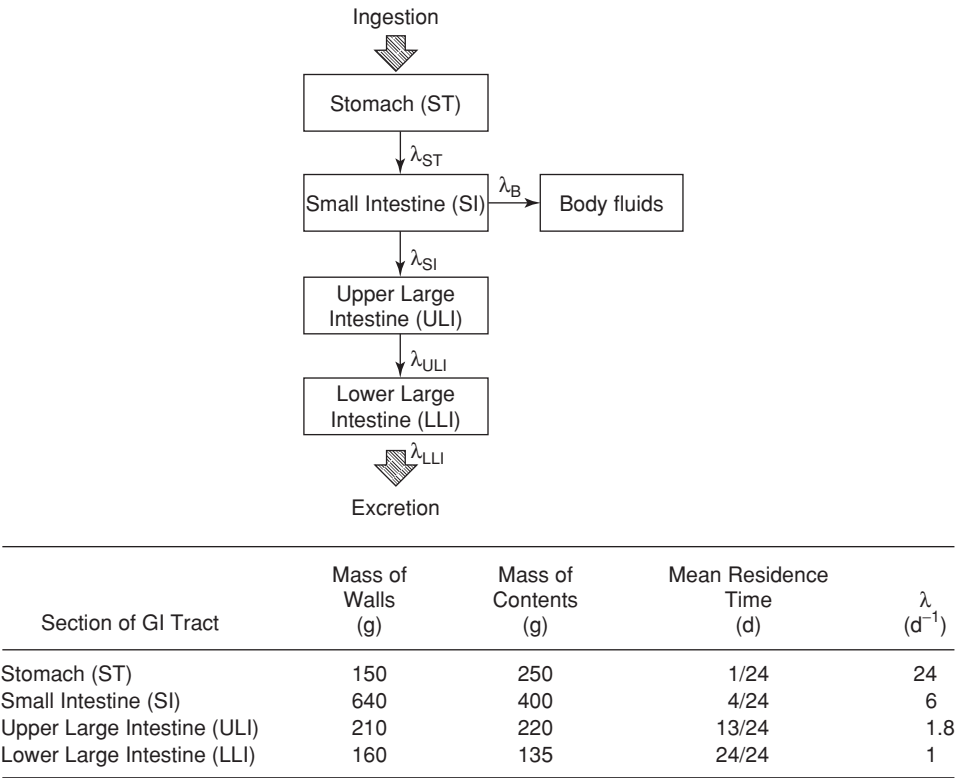 Ingestion
Stomach (ST)
λST
Small Intestine (SI)
λB
Body fluids
λSI
Upper Large
Intestine (ULI)
λULI
Lower Large
Intestine (LLI)
λLLI
Excretion
Section of GI Tract Mass of Walls (g) Mass of Contents (g) Mean Residence Time (d) λ (d⁻¹)
Stomach (ST) 150 250 1/24 24
Small Intestine (SI) 640 400 4/24 6
Upper Large Intestine (ULI) 210 220 13/24 1.8
Lower Large Intestine (LLI) 160 135 24/24 1